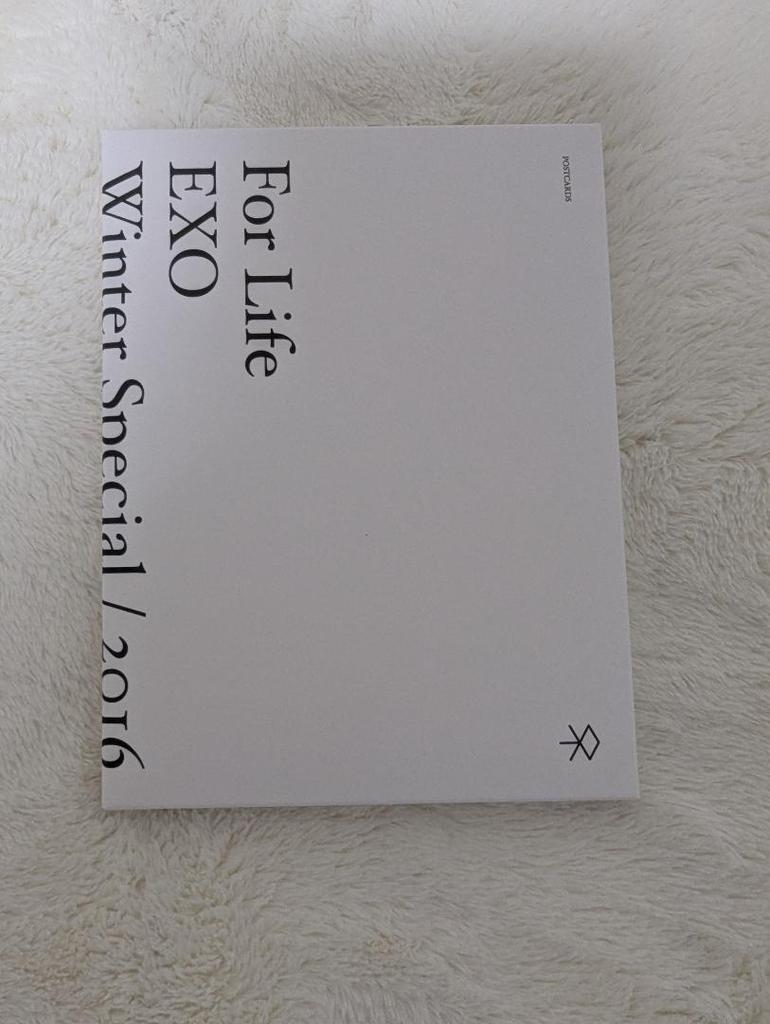 POSTCARDS
For Life
EXO
Winter Special / 2016